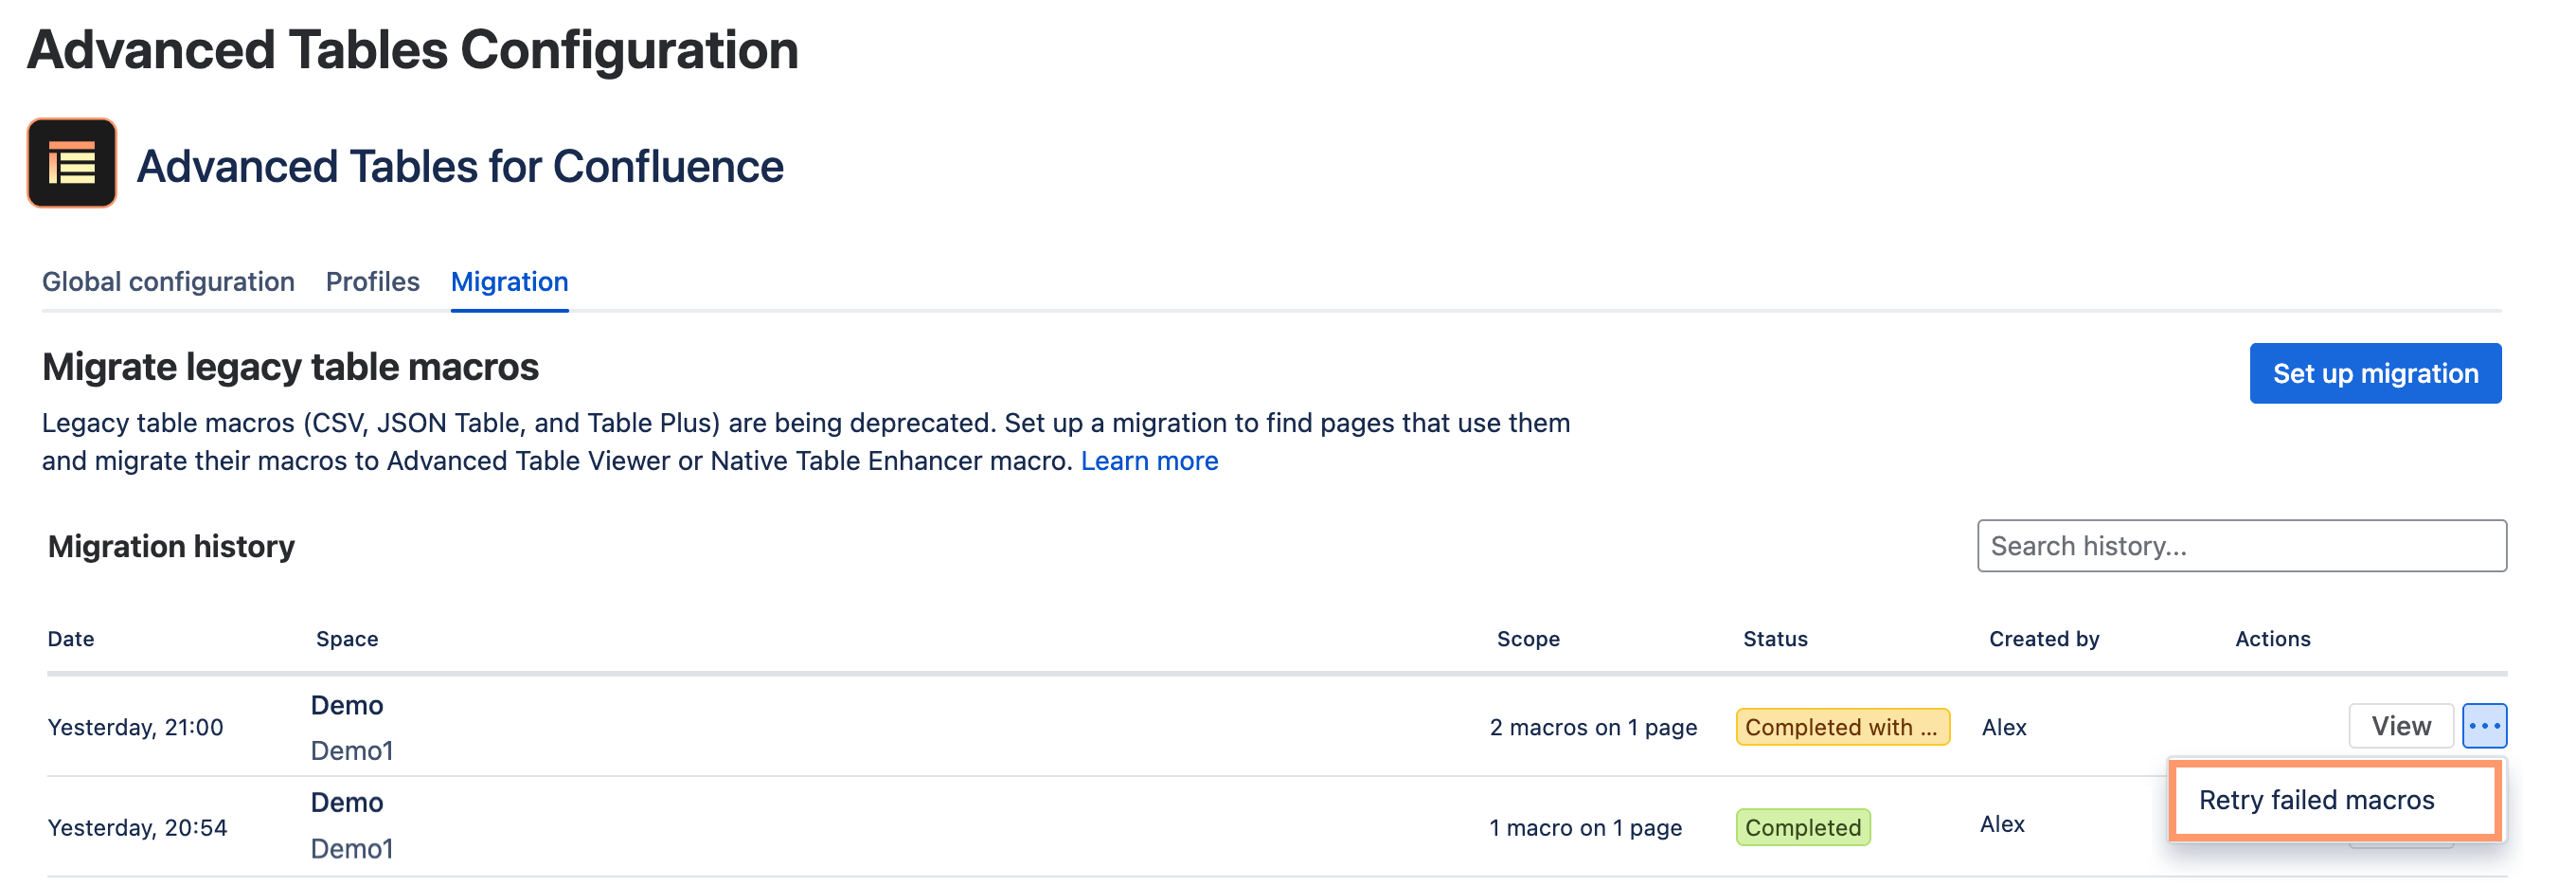 Advanced Tables Configuration
Advanced Tables for Confluence
Global configuration Profiles Migration
Migrate legacy table macros
Set up migration
Legacy table macros (CSV, JSON Table, and Table Plus) are being deprecated. Set up a migration to find pages that use them
and migrate their macros to Advanced Table Viewer or Native Table Enhancer macro. Learn more
Migration history
Search history...
Date Space Scope Status Created by Actions
Demo
Yesterday, 21:00 2 macros on 1 page Completed with ... Alex View ...
Demo1
Retry failed macros
Demo
Yesterday, 20:54 1 macro on 1 page Completed Alex
Demo1